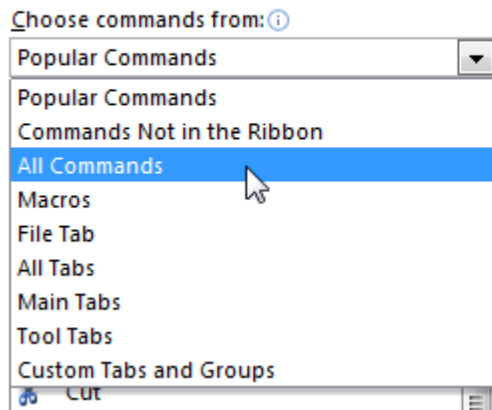 Choose commands from:
Popular Commands
Popular Commands
Commands Not in the Ribbon
All Commands
Macros
File Tab
All Tabs
Main Tabs
Tool Tabs
Custom Tabs and Groups
Cut